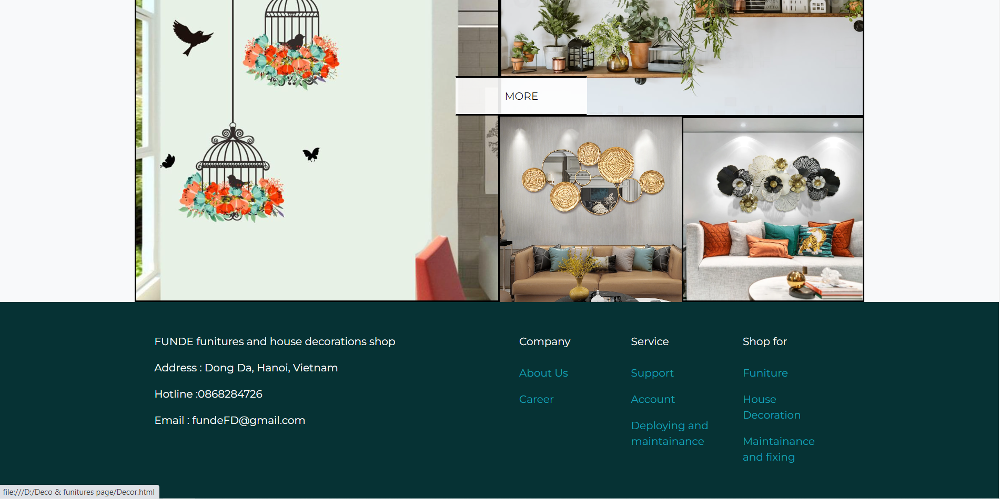 sweet
home
MORE
FUNDE funitures and house decorations shop
Address : Dong Da, Hanoi, Vietnam
Hotline :0868284726
Email : fundeFD@gmail.com
Company
About Us
Career
Service
Support
Account
Deploying and
maintainance
Shop for
Funiture
House
Decoration
Maintainance
and fixing
file:///D:/Deco & funitures page/Decor.html